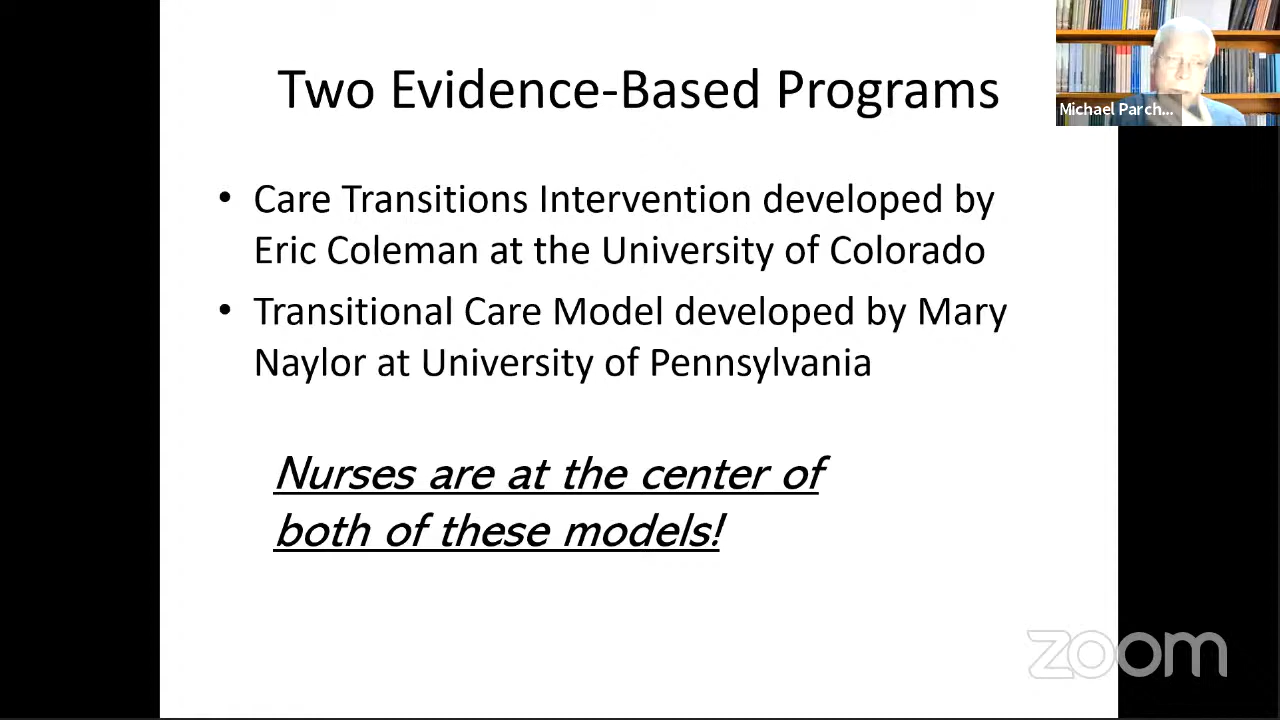 Two Evidence-Based Programs
Michael Parch...
• Care Transitions Intervention developed by
Eric Coleman at the University of Colorado
• Transitional Care Model developed by Mary
Naylor at University of Pennsylvania
Nurses are at the center of
both of these models!
zoom